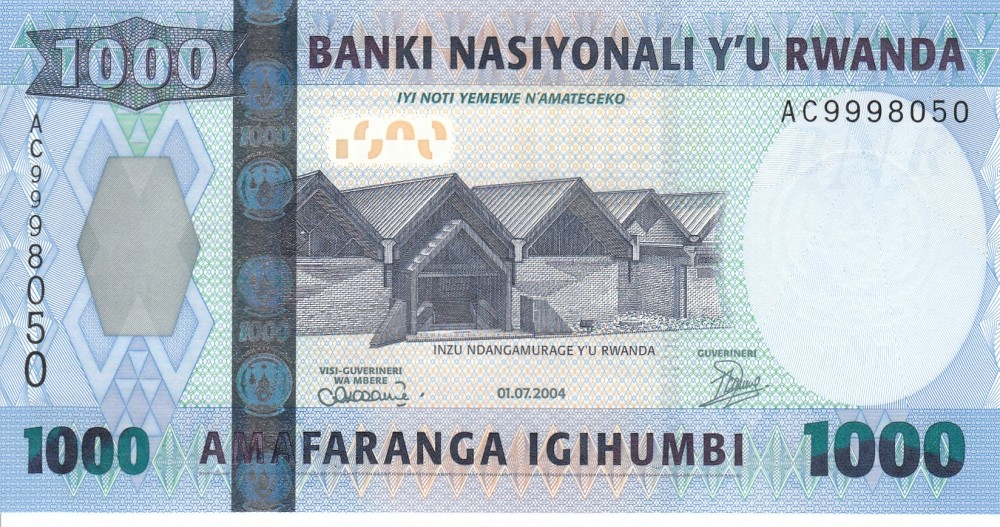 1000
BANKI NASIYONALI Y'U RWANDA
IYI NOTI YEMEWE N'AMATEGEKO
AC9998050
AC9998050
1000
1000
INZU NDANGAMURAGE Y'U RWANDA
VISI-GUVERINERI
WA MBERE
GUVERINERI
01.07.2004
1000
AMAFARANGA IGIHUMBI
1000